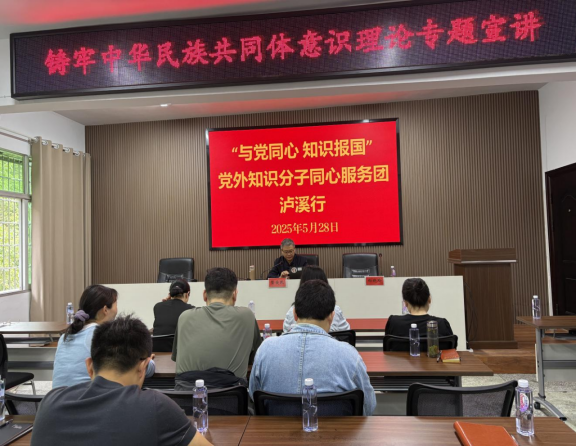 铸牢中华民族共同体意识理论专题宣讲
“与党同心 知识报国”
党外知识分子同心服务团
泸溪行
2025年5月28日